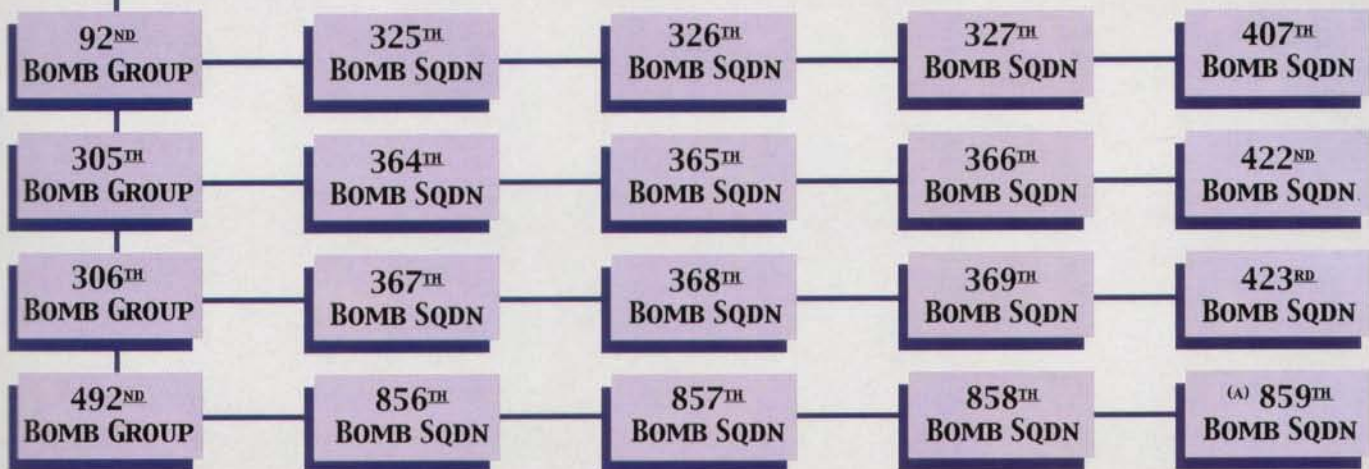 92ND
BOMB GROUP
325TH
BOMB SQDN
326TH
BOMB SQDN
327TH
BOMB SQDN
407TH
BOMB SQDN
305TH
BOMB GROUP
364TH
BOMB SQDN
365TH
BOMB SQDN
366TH
BOMB SQDN
422ND
BOMB SQDN
306TH
BOMB GROUP
367TH
BOMB SQDN
368TH
BOMB SQDN
369TH
BOMB SQDN
423RD
BOMB SQDN
492ND
BOMB GROUP
856TH
BOMB SQDN
857TH
BOMB SQDN
858TH
BOMB SQDN
(A) 859TH
BOMB SQDN